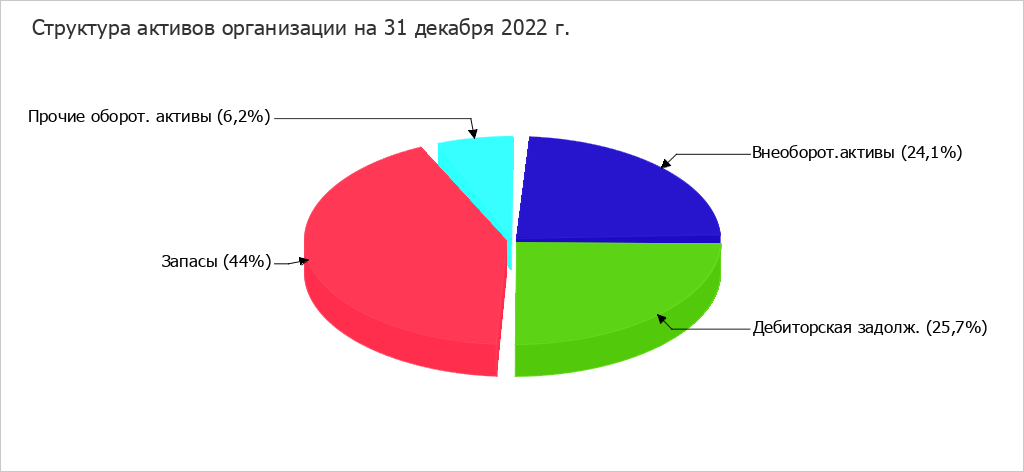 Структура активов организации на 31 декабря 2022 г.
Прочие оборот. активы (6,2%)
Внеоборот.активы (24,1%)
Запасы (44%)
Дебиторская задолж. (25,7%)